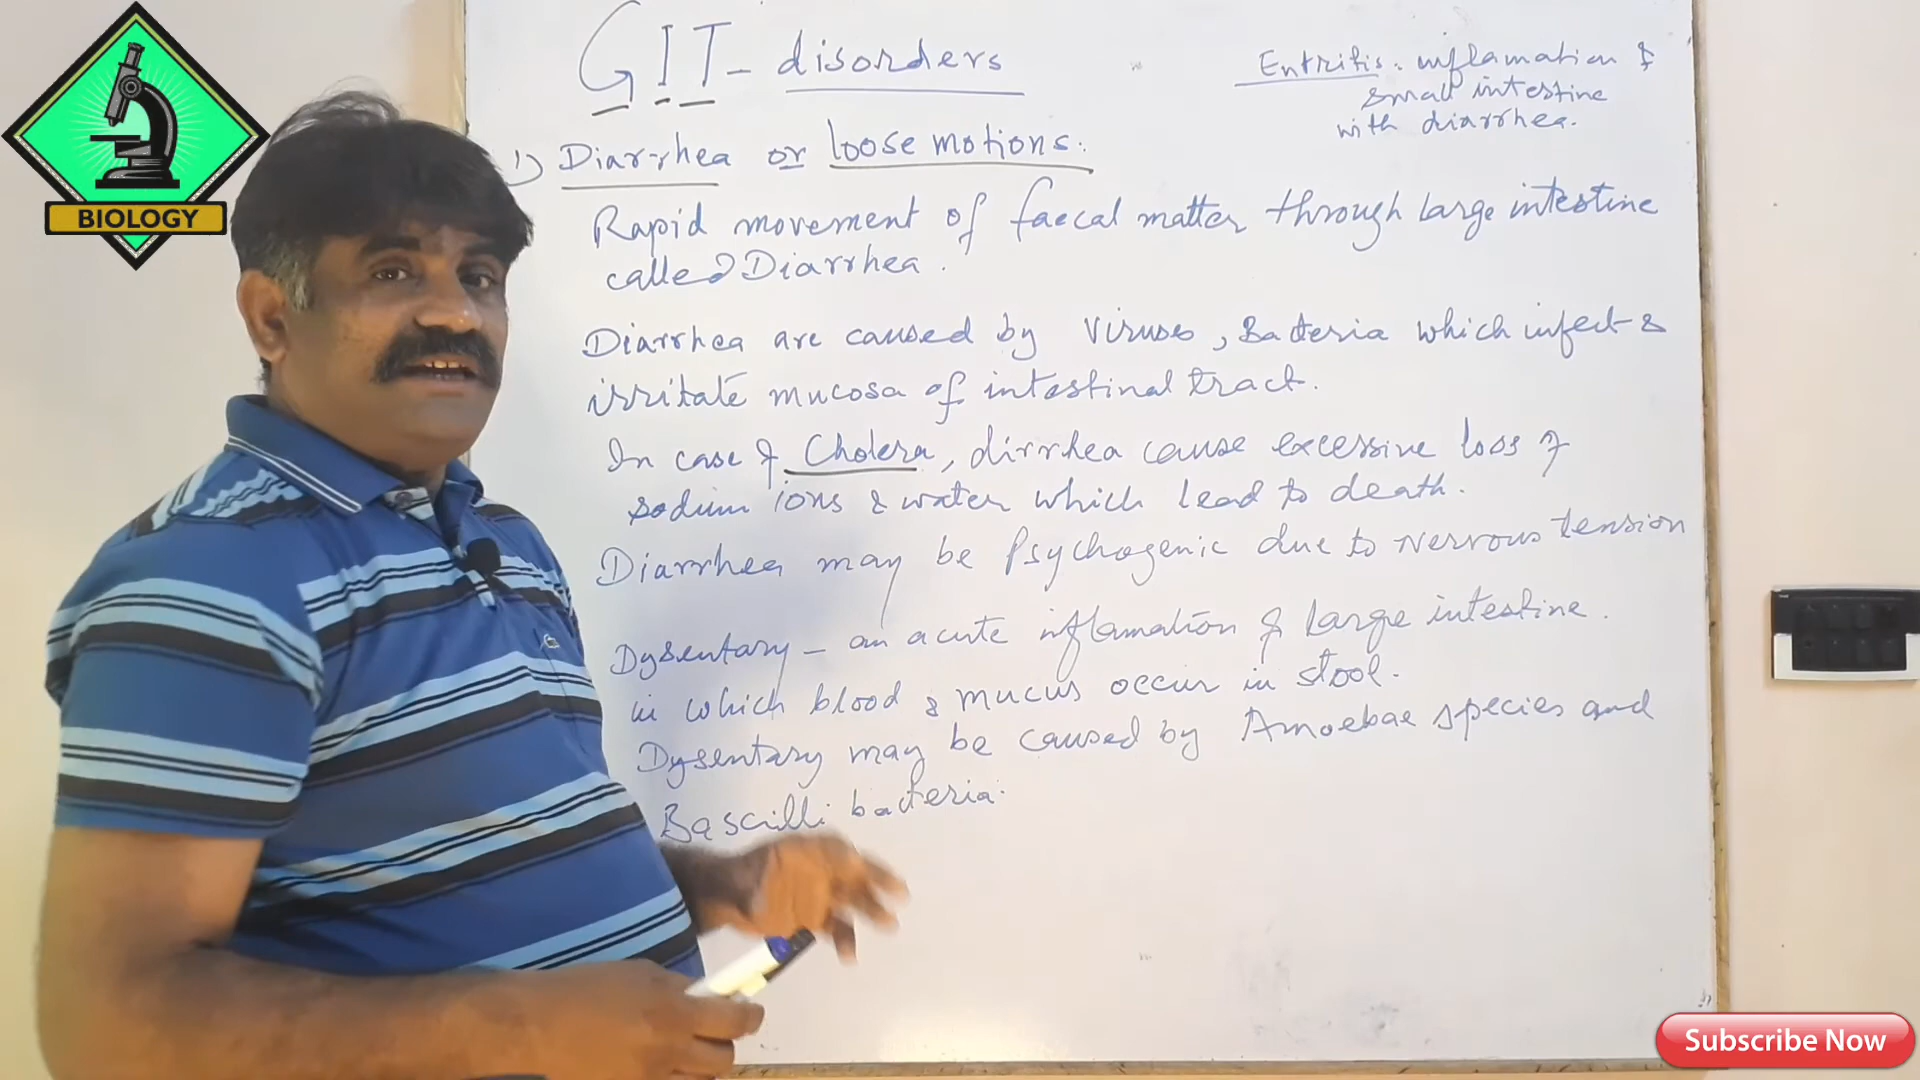 GIT- disorders
Entritis: inflamation of
small intestine
with diarrhea.
1) Diarrhea or loose motions:
Rapid movement of faecal matter through large intestine
called Diarrhea.
Diarrhea are caused by Viruses, Bacteria which infect &
irritate mucosa of intestinal tract.
In case of Cholera, dirrhea cause excessive loss of
sodium ions & water which lead to death.
Diarrhea may be Psychogenic due to Nervous tension
Dysentary - an acute inflamation of Large intestine.
in which blood & mucus occur in stool.
Dysentary may be caused by Amoebae species and
Bascilli bacteria.
BIOLOGY
Subscribe Now